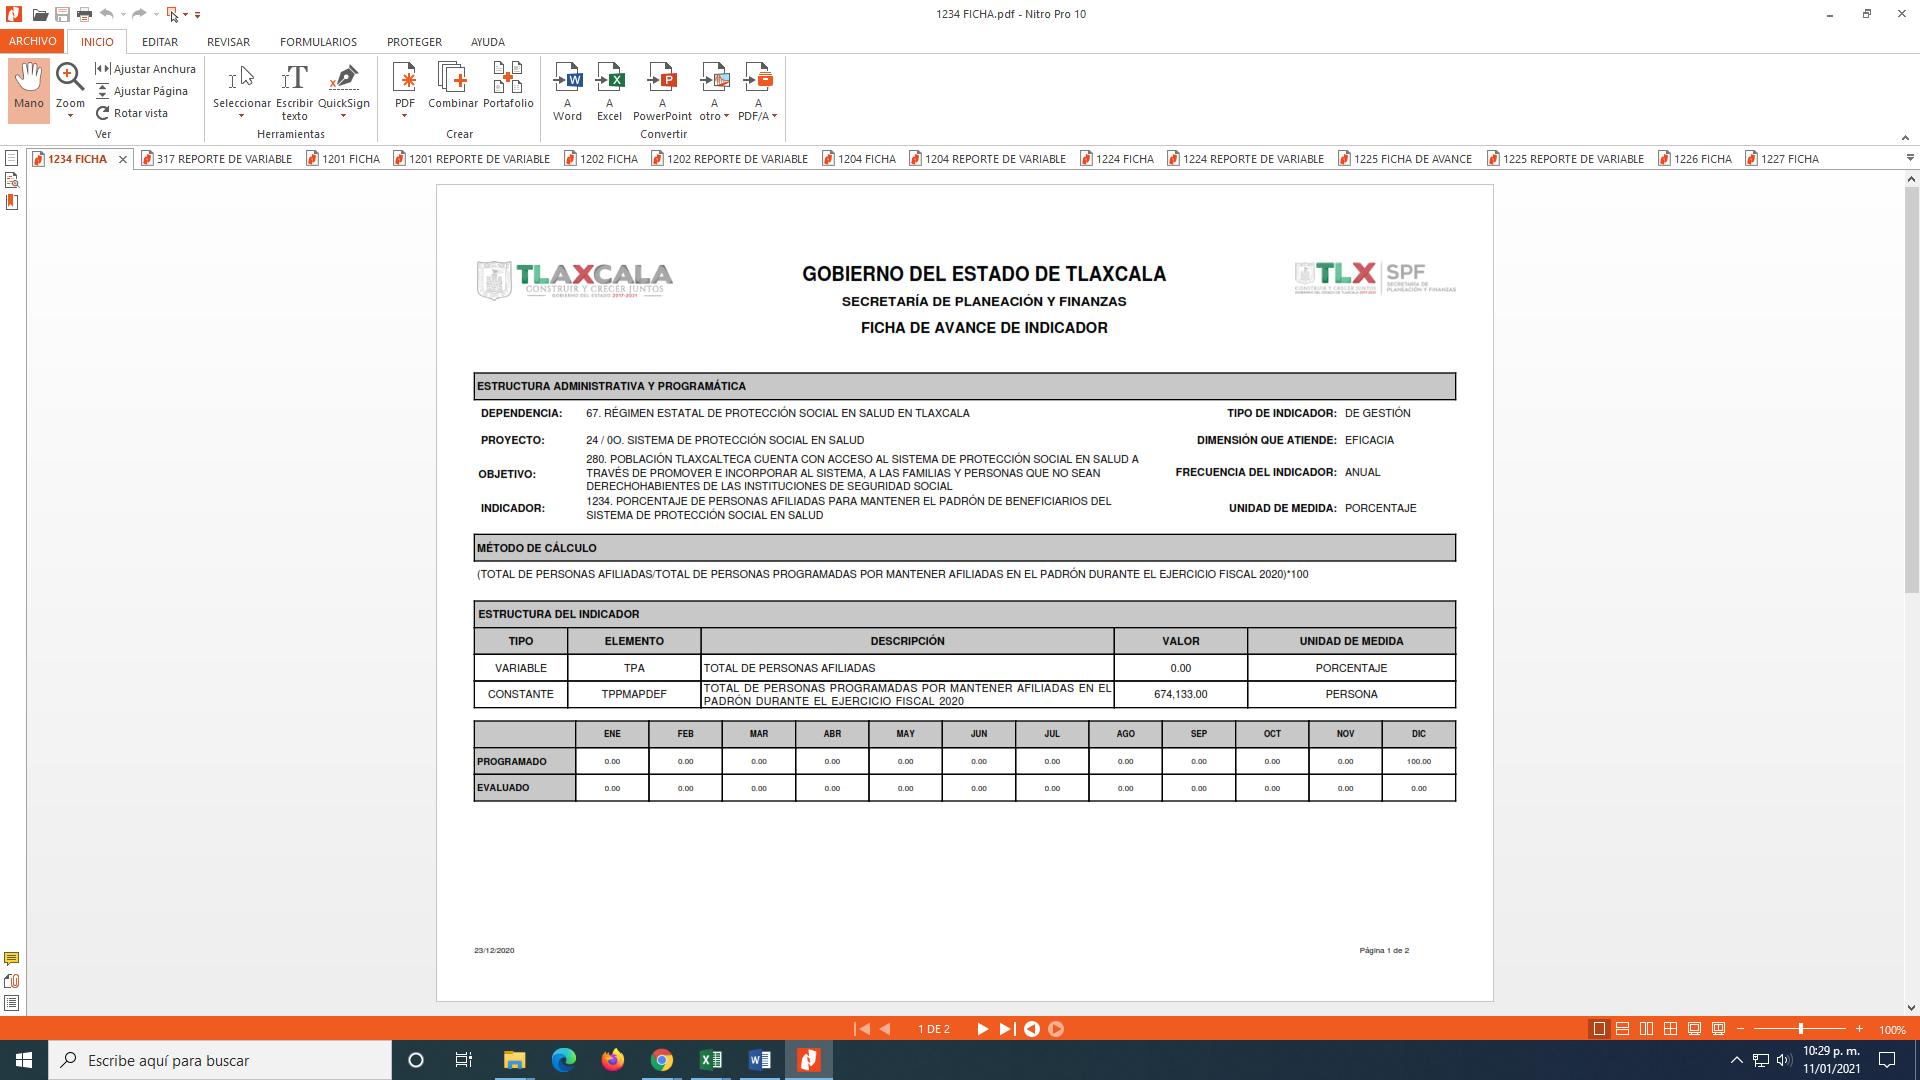 1234 FICHA.pdf - Nitro Pro 10
ARCHIVO INICIO EDITAR REVISAR FORMULARIOS PROTEGER AYUDA
Mano Zoom Ajustar Anchura Ajustar Página Rotar vista
Ver
Seleccionar Escribir texto QuickSign
Herramientas
PDF Combinar Portafolio
Crear
A Word A Excel A PowerPoint A otro A PDF/A
Convertir
1234 FICHA 317 REPORTE DE VARIABLE 1201 FICHA 1201 REPORTE DE VARIABLE 1202 FICHA 1202 REPORTE DE VARIABLE 1204 FICHA 1204 REPORTE DE VARIABLE 1224 FICHA 1224 REPORTE DE VARIABLE 1225 FICHA DE AVANCE 1225 REPORTE DE VARIABLE 1226 FICHA 1227 FICHA
TLAXCALA
CONSTRUIR Y CRECER JUNTOS
GOBIERNO DEL ESTADO 2017-2021
GOBIERNO DEL ESTADO DE TLAXCALA
SECRETARÍA DE PLANEACIÓN Y FINANZAS
FICHA DE AVANCE DE INDICADOR
TLX SPF
CONSTRUIR Y CRECER JUNTOS
SECRETARÍA DE
PLANEACIÓN Y FINANZAS
ESTRUCTURA ADMINISTRATIVA Y PROGRAMÁTICA
DEPENDENCIA: 67. RÉGIMEN ESTATAL DE PROTECCIÓN SOCIAL EN SALUD EN TLAXCALA TIPO DE INDICADOR: DE GESTIÓN
PROYECTO: 24 / 0O. SISTEMA DE PROTECCIÓN SOCIAL EN SALUD DIMENSIÓN QUE ATIENDE: EFICACIA
OBJETIVO: 280. POBLACIÓN TLAXCALTECA CUENTA CON ACCESO AL SISTEMA DE PROTECCIÓN SOCIAL EN SALUD A
TRAVÉS DE PROMOVER E INCORPORAR AL SISTEMA, A LAS FAMILIAS Y PERSONAS QUE NO SEAN
DERECHOHABIENTES DE LAS INSTITUCIONES DE SEGURIDAD SOCIAL
FRECUENCIA DEL INDICADOR: ANUAL
INDICADOR: 1234. PORCENTAJE DE PERSONAS AFILIADAS PARA MANTENER EL PADRÓN DE BENEFICIARIOS DEL
SISTEMA DE PROTECCIÓN SOCIAL EN SALUD
UNIDAD DE MEDIDA: PORCENTAJE
MÉTODO DE CÁLCULO
(TOTAL DE PERSONAS AFILIADAS/TOTAL DE PERSONAS PROGRAMADAS POR MANTENER AFILIADAS EN EL PADRÓN DURANTE EL EJERCICIO FISCAL 2020)*100
ESTRUCTURA DEL INDICADOR
TIPO ELEMENTO DESCRIPCIÓN VALOR UNIDAD DE MEDIDA
VARIABLE TPA TOTAL DE PERSONAS AFILIADAS 0.00 PORCENTAJE
CONSTANTE TPPMAPDEF TOTAL DE PERSONAS PROGRAMADAS POR MANTENER AFILIADAS EN EL
PADRÓN DURANTE EL EJERCICIO FISCAL 2020 674,133.00 PERSONA
ENE FEB MAR ABR MAY JUN JUL AGO SEP OCT NOV DIC
PROGRAMADO 0.00 0.00 0.00 0.00 0.00 0.00 0.00 0.00 0.00 0.00 0.00 100.00
EVALUADO 0.00 0.00 0.00 0.00 0.00 0.00 0.00 0.00 0.00 0.00 0.00 0.00
23/12/2020 Página 1 de 2
1 DE 2 100%
Escribe aquí para buscar
10:29 p. m.
11/01/2021